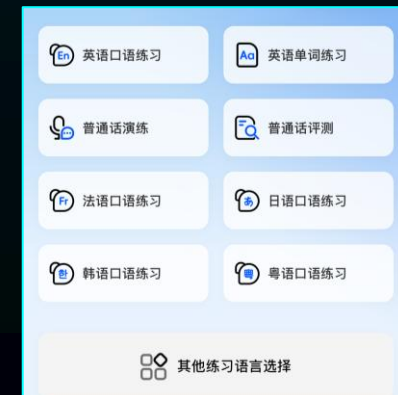 En 英语口语练习
Aa 英语单词练习
普通话演练
普通话评测
Fr 法语口语练习
あ 日语口语练习
한 韩语口语练习
粤 粤语口语练习
其他练习语言选择